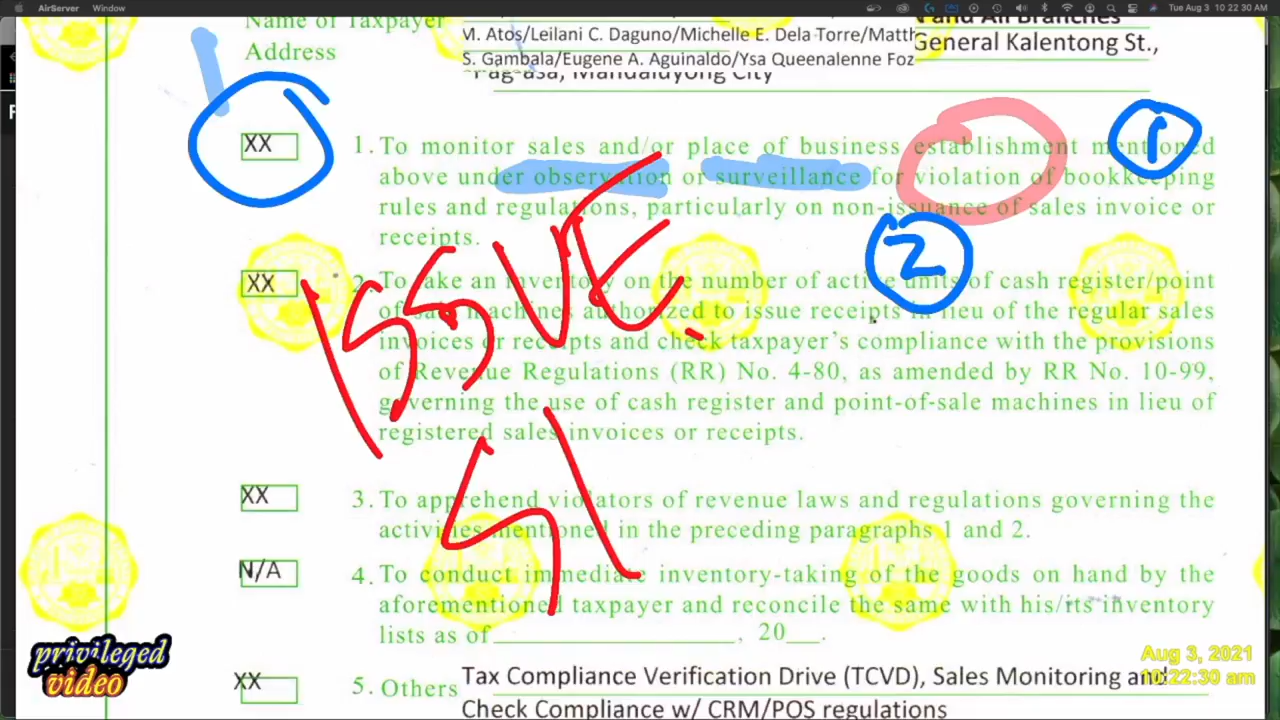 AirServer Window Tue Aug 3 10 22 30 AM
Name of Taxpayer and All Branches
M. Atos/Leilani C. Daguno/Michelle E. Dela Torre/Matth
General Kalentong St.,
Address
S. Gambala/Eugene A. Aguinaldo/Ysa Queenalenne Foz
Pag-asa, Mandaluyong City
XX 1. To monitor sales and/or place of business establishment mentioned
1
above under observation or surveillance for violation of bookkeeping
rules and regulations, particularly on non-issuance of sales invoice or
receipts.
2
XX 2. To take an inventory on the number of active units of cash register/point
of sale machines authorized to issue receipts in lieu of the regular sales
invoices or receipts and check taxpayer's compliance with the provisions
of Revenue Regulations (RR) No. 4-80, as amended by RR No. 10-99,
governing the use of cash register and point-of-sale machines in lieu of
registered sales invoices or receipts.
ISSUE
SI
XX 3. To apprehend violators of revenue laws and regulations governing the
activities mentioned in the preceding paragraphs 1 and 2.
N/A 4. To conduct immediate inventory-taking of the goods on hand by the
aforementioned taxpayer and reconcile the same with his/its inventory
lists as of ____________, 20__.
XX 5. Others Tax Compliance Verification Drive (TCVD), Sales Monitoring and
Check Compliance w/ CRM/POS regulations
privileged
video
Aug 3, 2021
10:22:30 am